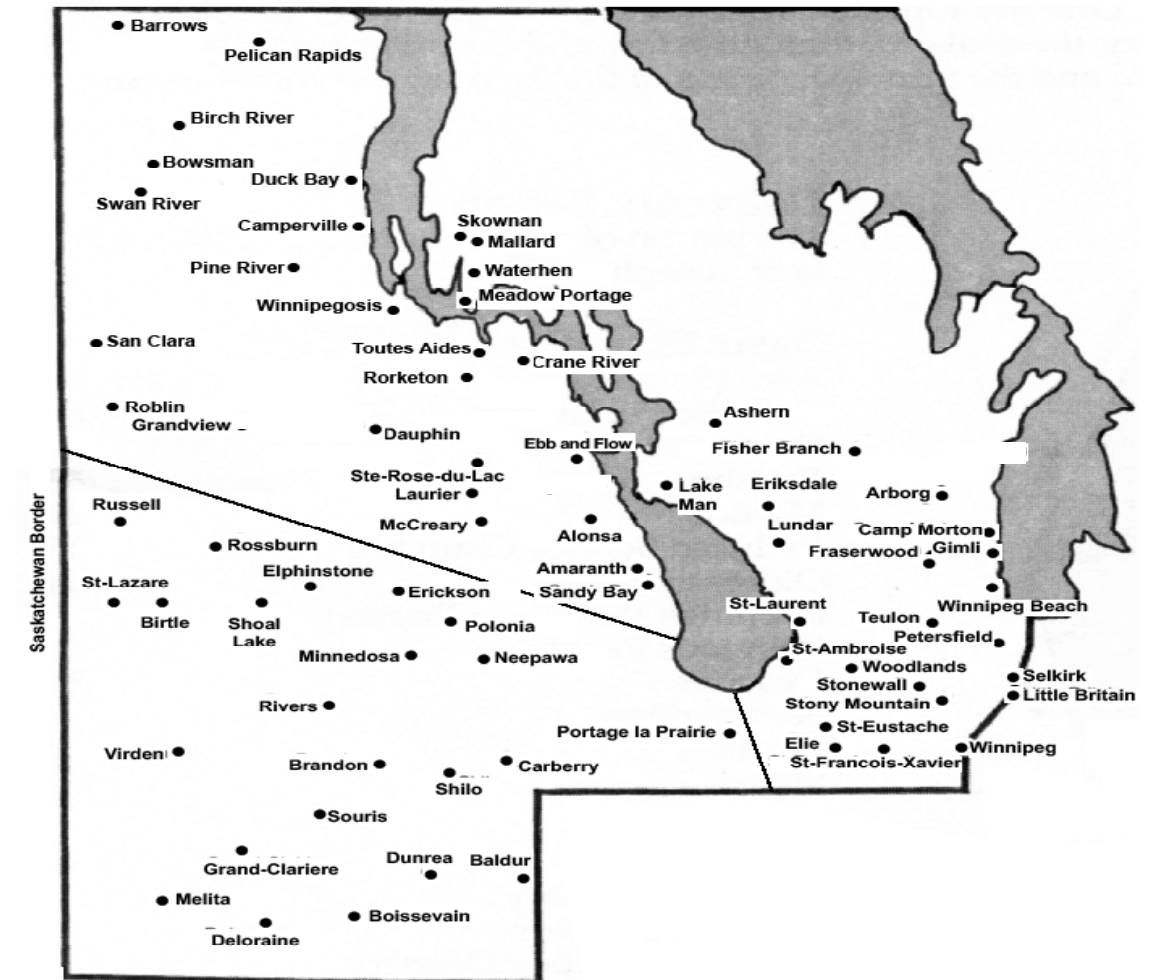 Barrows
Pelican Rapids
Birch River
Bowsman
Duck Bay
Swan River
Skownan
Camperville
Mallard
Pine River
Waterhen
Meadow Portage
Winnipegosis
San Clara
Toutes Aides
Crane River
Rorketon
Roblin
Grandview
Ashern
Dauphin
Ebb and Flow
Fisher Branch
Ste-Rose-du-Lac
Laurier
Lake
Man
Eriksdale
Arborg
Russell
McCreary
Alonsa
Lundar
Camp Morton
Rossburn
Fraserwood
Gimli
Elphinstone
Amaranth
St-Lazare
Erickson
Sandy Bay
St-Laurent
Winnipeg Beach
Birtle
Shoal
Lake
Polonia
Teulon
Petersfield
Minnedosa
Neepawa
St-Ambroise
Woodlands
Selkirk
Stonewall
Little Britain
Stony Mountain
Rivers
Portage la Prairie
St-Eustache
Elie
Winnipeg
St-Francois-Xavier
Virden
Brandon
Carberry
Shilo
Souris
Grand-Clariere
Dunrea
Baldur
Melita
Boissevain
Deloraine
Saskatchewan Border